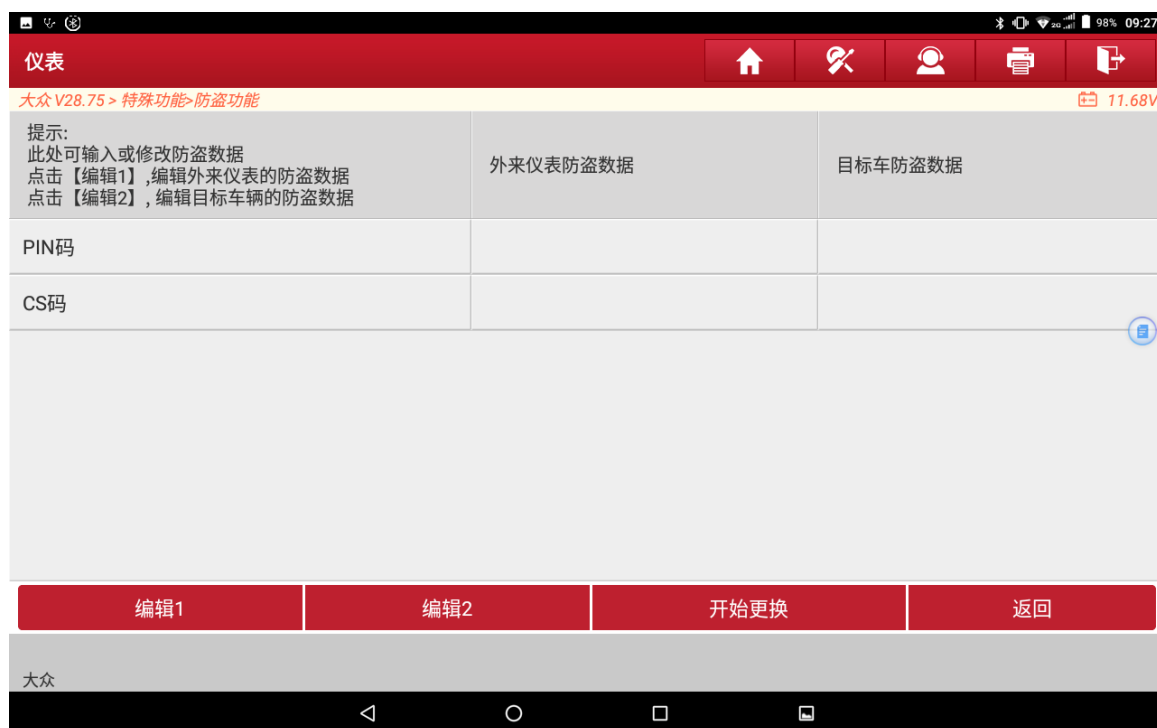 98% 09:27
仪表
大众 V28.75 > 特殊功能>防盗功能
11.68V
提示:
此处可输入或修改防盗数据
点击【编辑1】,编辑外来仪表的防盗数据
点击【编辑2】, 编辑目标车辆的防盗数据
外来仪表防盗数据
目标车防盗数据
PIN码
CS码
编辑1
编辑2
开始更换
返回
大众